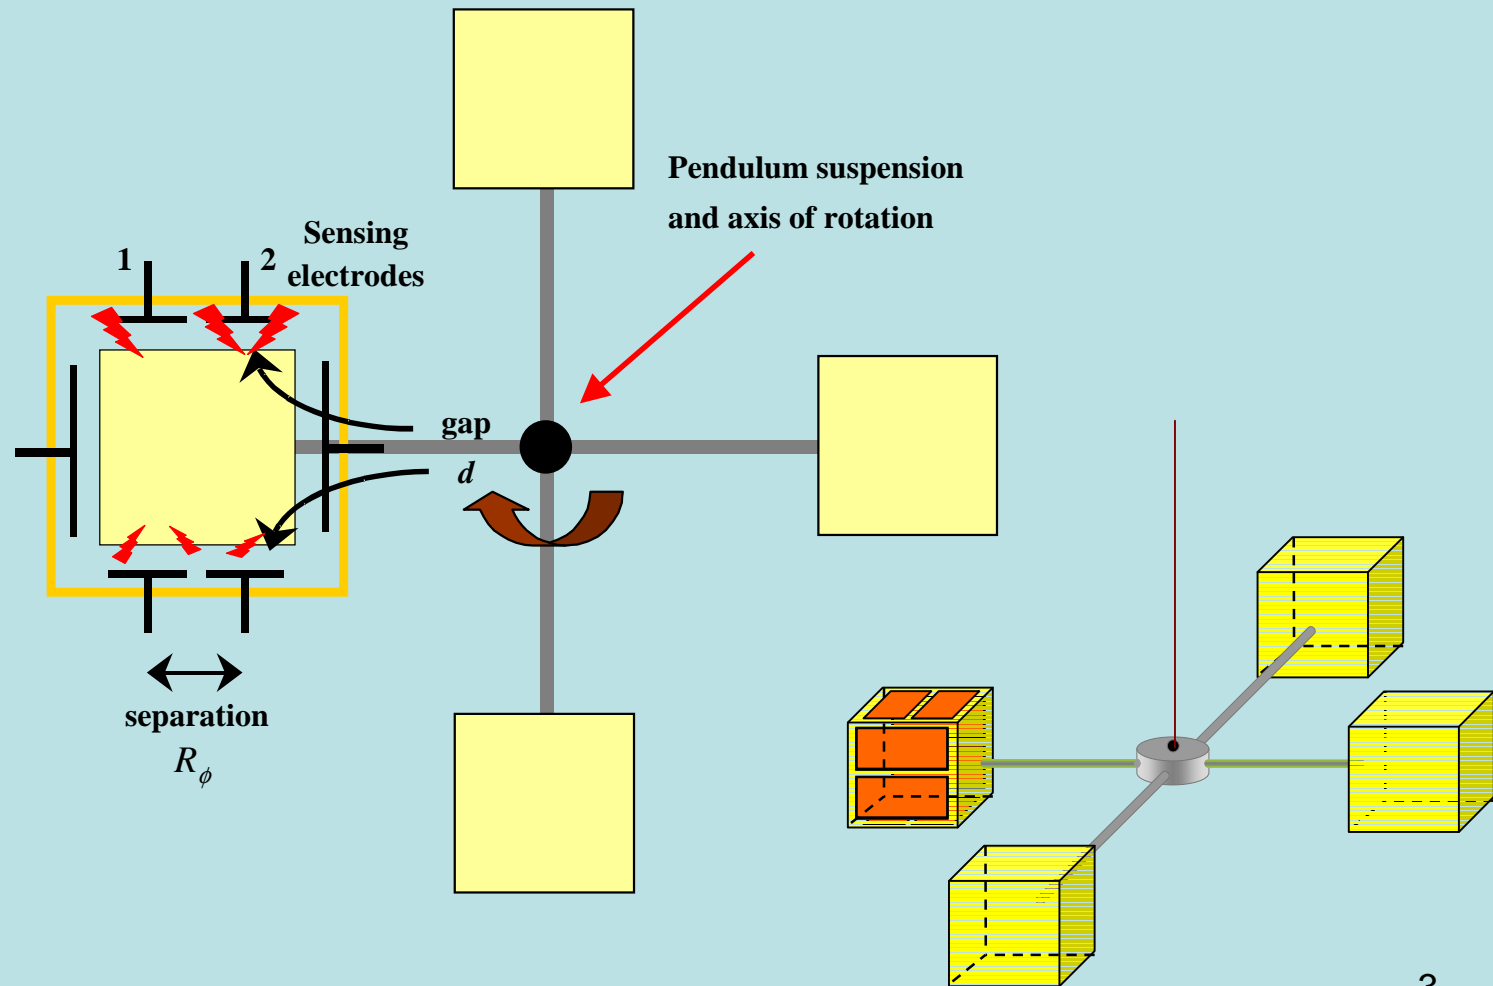 Pendulum suspension
and axis of rotation
Sensing
electrodes
1
2
gap
d
separation
R_ϕ